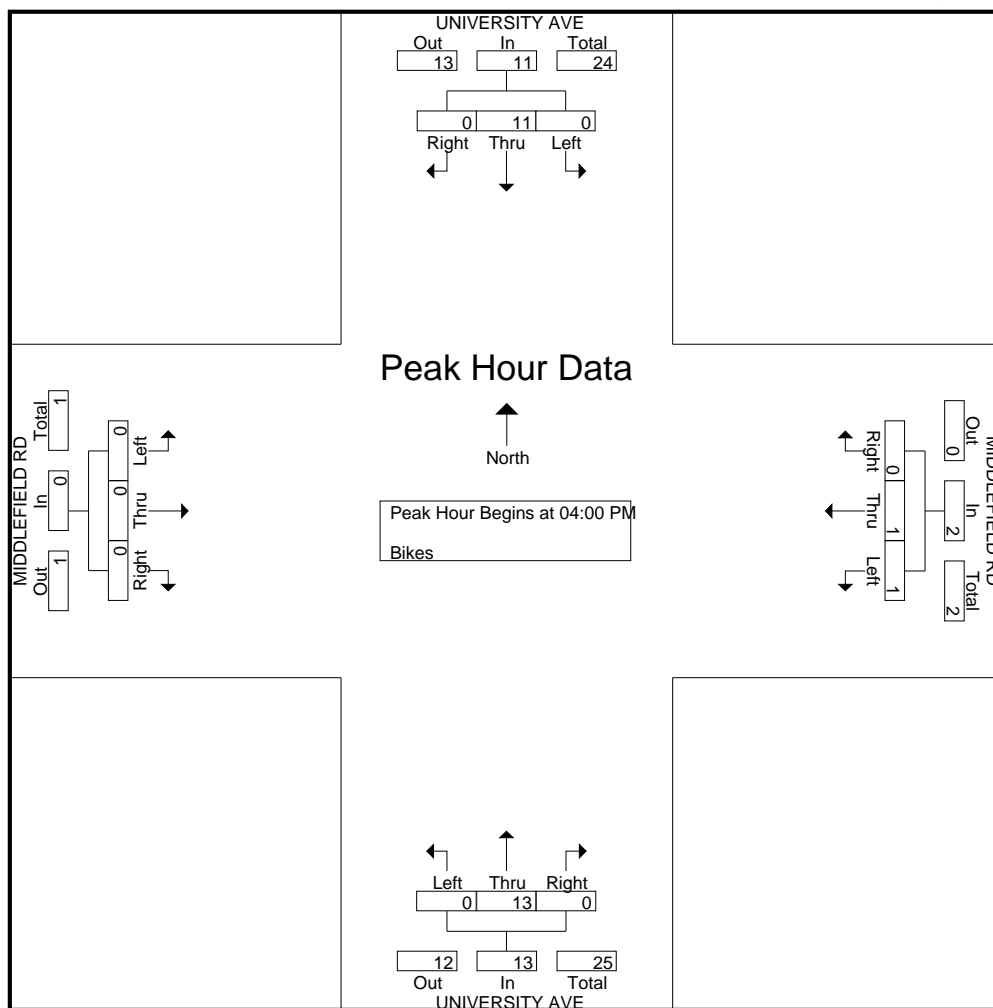 UNIVERSITY AVE
Out In Total
13 11 24
0 11 0
Right Thru Left
Peak Hour Data
North
Peak Hour Begins at 04:00 PM
Bikes
MIDDLEFIELD RD
Total In Out
1 0 1
0 0 0
Left Thru Right
MIDDLEFIELD RD
Out In Total
0 2 2
0 1 1
Right Thru Left
Left Thru Right
0 13 0
12 13 25
Out In Total
UNIVERSITY AVE